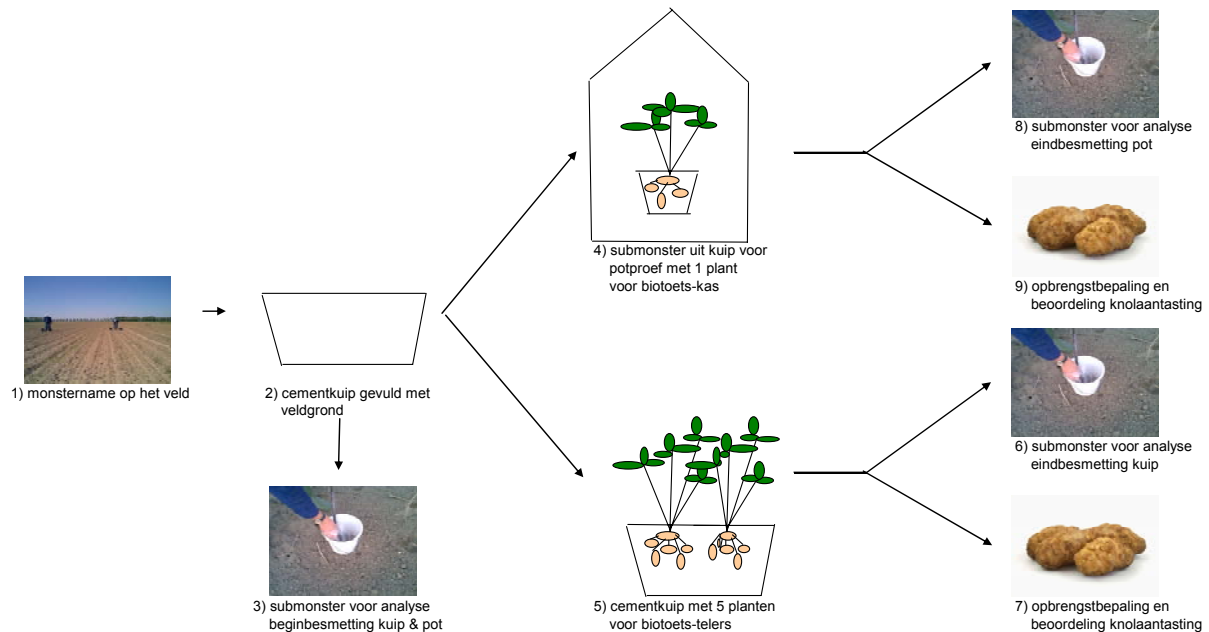 1) monstername op het veld
2) cementkuip gevuld met
veldgrond
3) submonster voor analyse
beginbesmetting kuip & pot
4) submonster uit kuip voor
potproef met 1 plant
voor biotoets-kas
5) cementkuip met 5 planten
voor biotoets-telers
8) submonster voor analyse
eindbesmetting pot
9) opbrengstbepaling en
beoordeling knolaantasting
6) submonster voor analyse
eindbesmetting kuip
7) opbrengstbepaling en
beoordeling knolaantasting